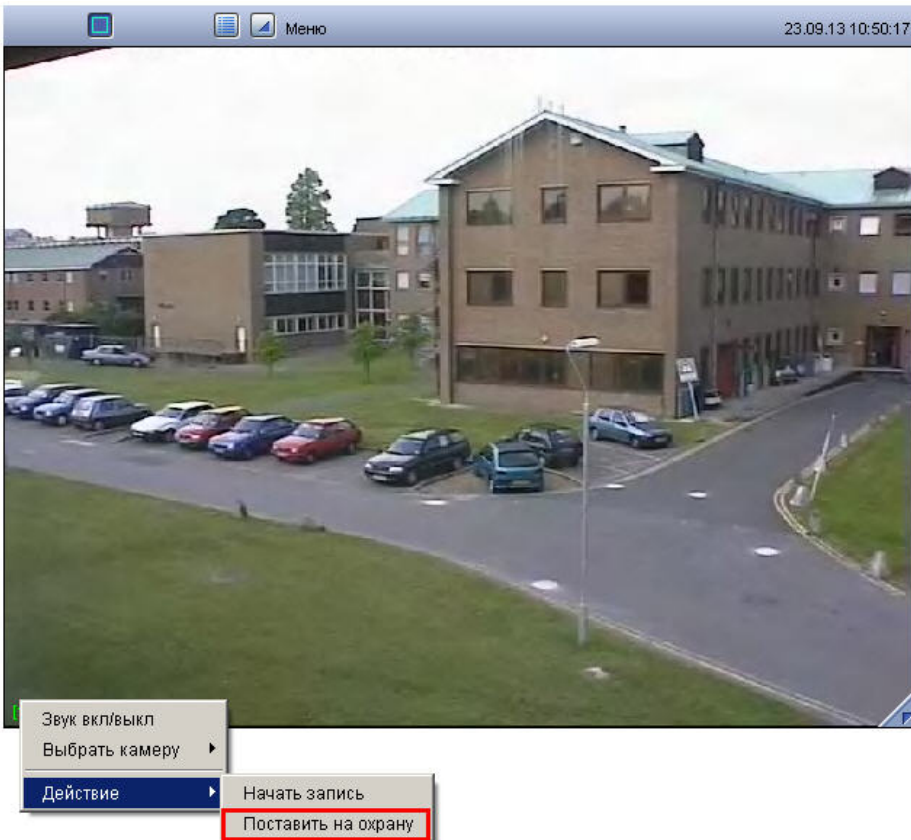 Меню
23.09.13 10:50:17
Звук вкл/выкл
Выбрать камеру
Действие
Начать запись
Поставить на охрану